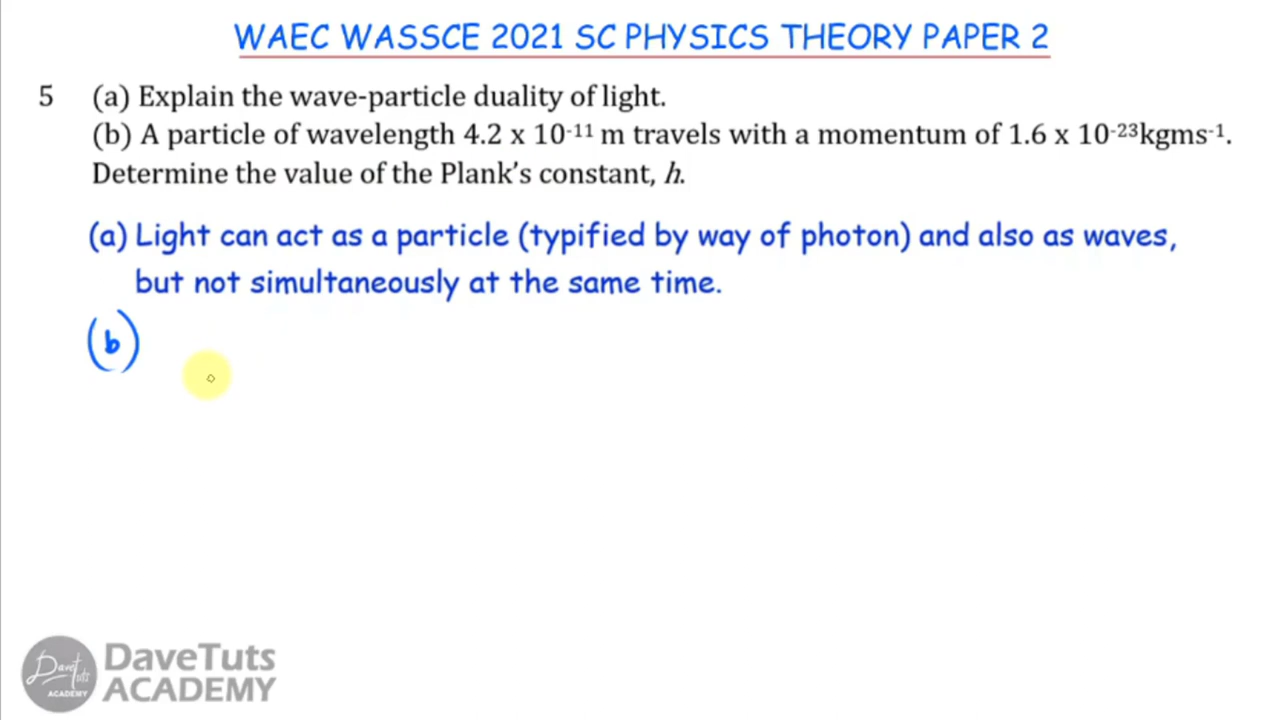 WAEC WASSCE 2021 SC PHYSICS THEORY PAPER 2
5 (a) Explain the wave-particle duality of light.
(b) A particle of wavelength 4.2 x 10⁻¹¹ m travels with a momentum of 1.6 x 10⁻²³kgms⁻¹.
Determine the value of the Plank's constant, h.
(a) Light can act as a particle (typified by way of photon) and also as waves,
but not simultaneously at the same time.
(b)
DaveTuts
ACADEMY